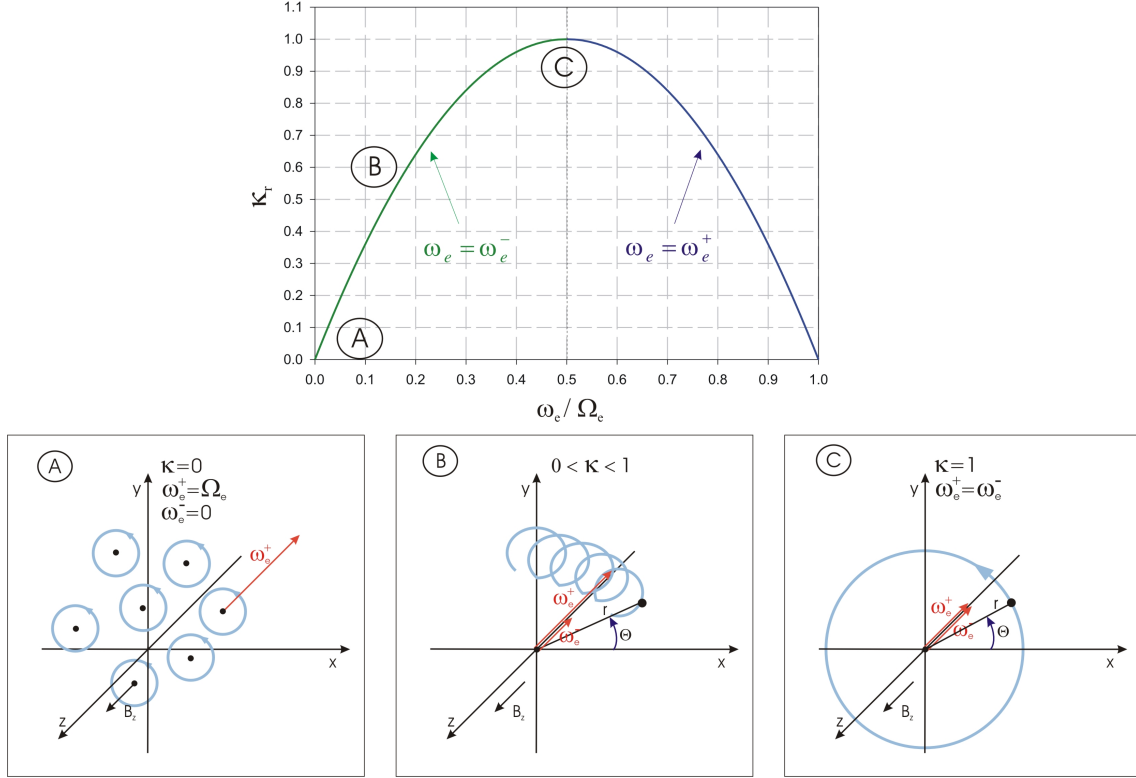 1.1
1.0
0.9
0.8
0.7
0.6
0.5
0.4
0.3
0.2
0.1
0.0
κr
0.0 0.1 0.2 0.3 0.4 0.5 0.6 0.7 0.8 0.9 1.0
ωe / Ωe
A
B
C
ωe = ωe⁻
ωe = ωe⁺
A
κ=0
ωe⁺=Ωe
ωe⁻=0
y
ωe⁺
x
z
Bz
B
0 < κ < 1
y
ωe⁺
r
ωe⁻
Θ
x
z
Bz
C
κ=1
ωe⁺=ωe⁻
y
ωe⁺
r
ωe⁻
Θ
x
z
Bz